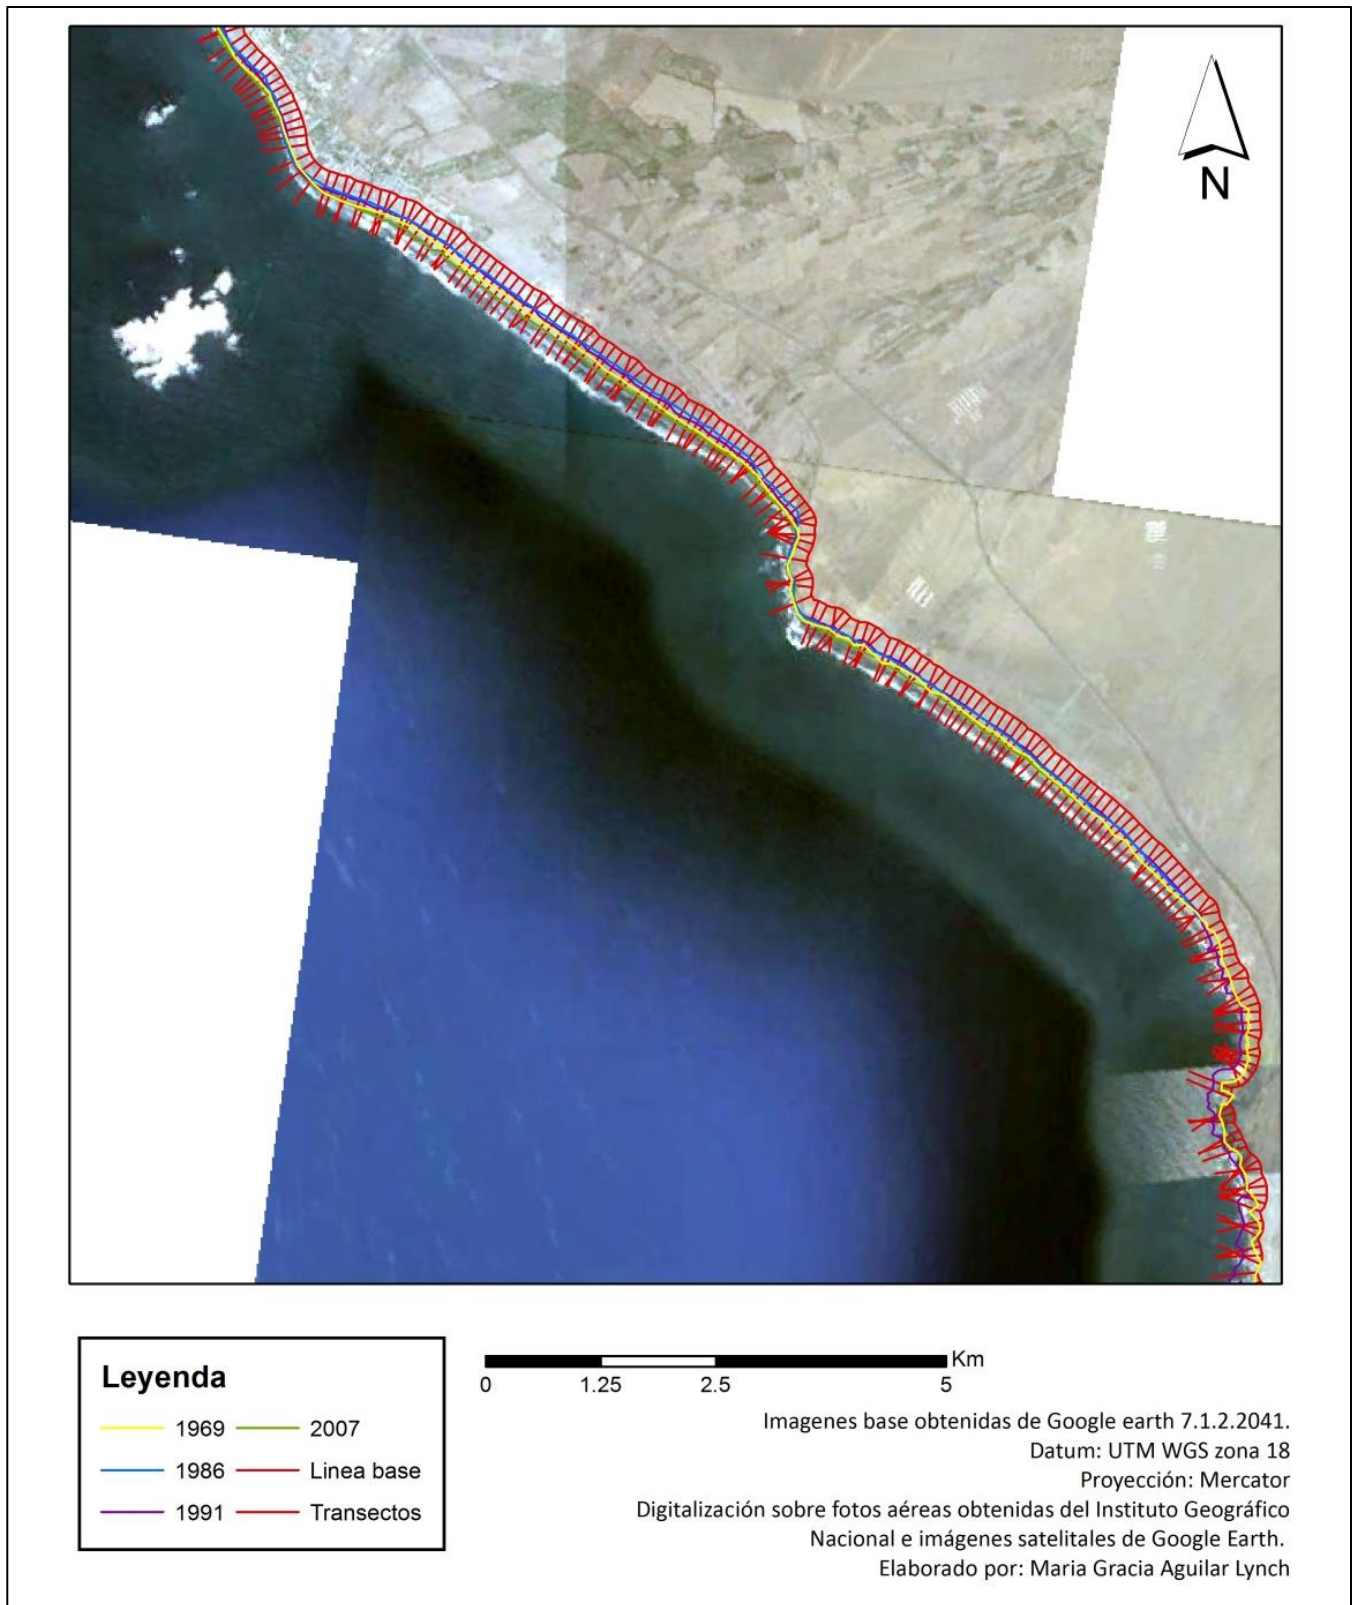 N
Leyenda
1969
2007
1986
Linea base
1991
Transectos
Km
0 1.25 2.5 5
Imagenes base obtenidas de Google earth 7.1.2.2041.
Datum: UTM WGS zona 18
Proyección: Mercator
Digitalización sobre fotos aéreas obtenidas del Instituto Geográfico
Nacional e imágenes satelitales de Google Earth.
Elaborado por: Maria Gracia Aguilar Lynch